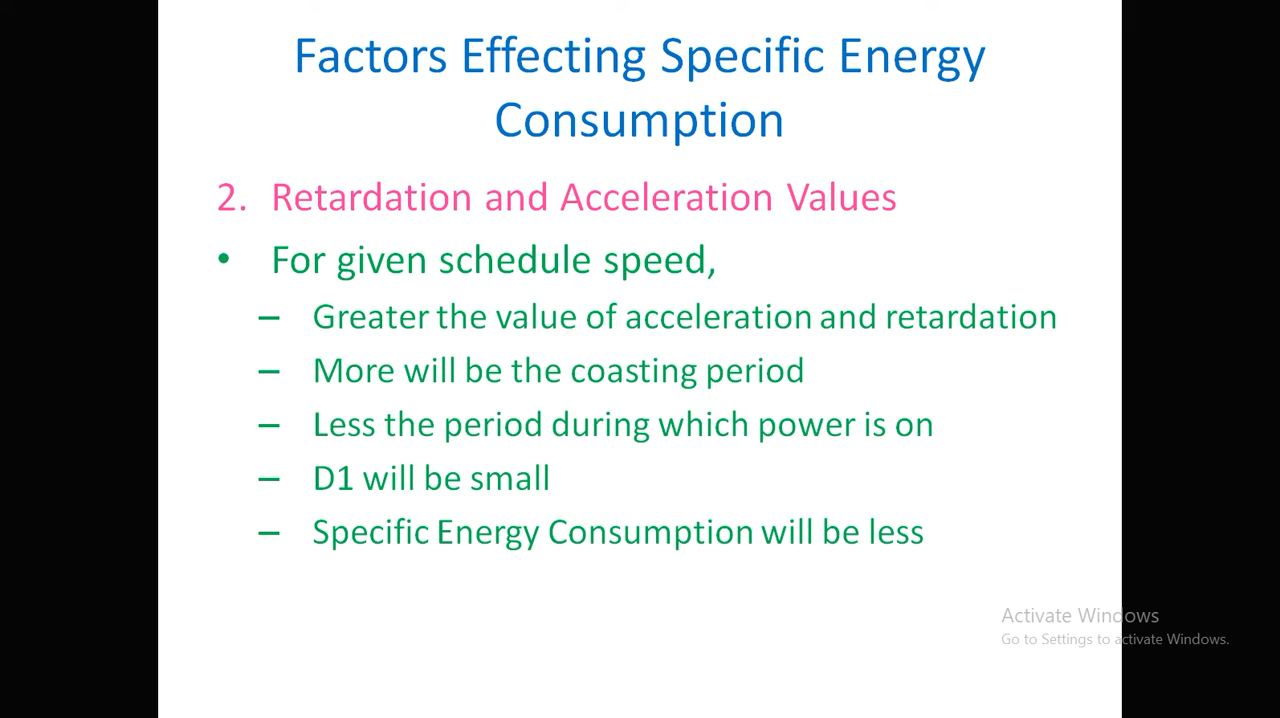 Factors Effecting Specific Energy
Consumption
2. Retardation and Acceleration Values
• For given schedule speed,
– Greater the value of acceleration and retardation
– More will be the coasting period
– Less the period during which power is on
– D1 will be small
– Specific Energy Consumption will be less
Activate Windows
Go to Settings to activate Windows.